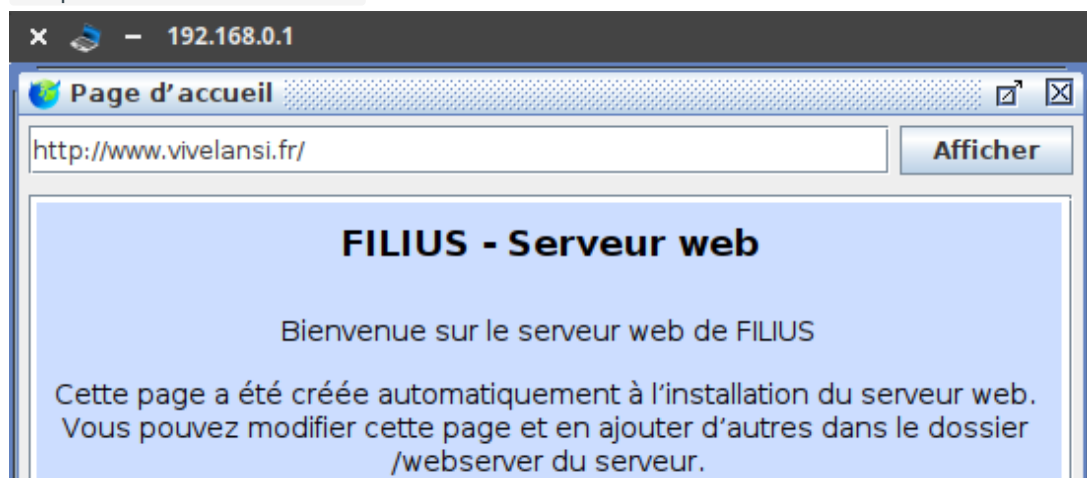 192.168.0.1
Page d'accueil
http://www.vivelansi.fr/
Afficher
FILIUS - Serveur web
Bienvenue sur le serveur web de FILIUS
Cette page a été créée automatiquement à l'installation du serveur web.
Vous pouvez modifier cette page et en ajouter d'autres dans le dossier
/webserver du serveur.